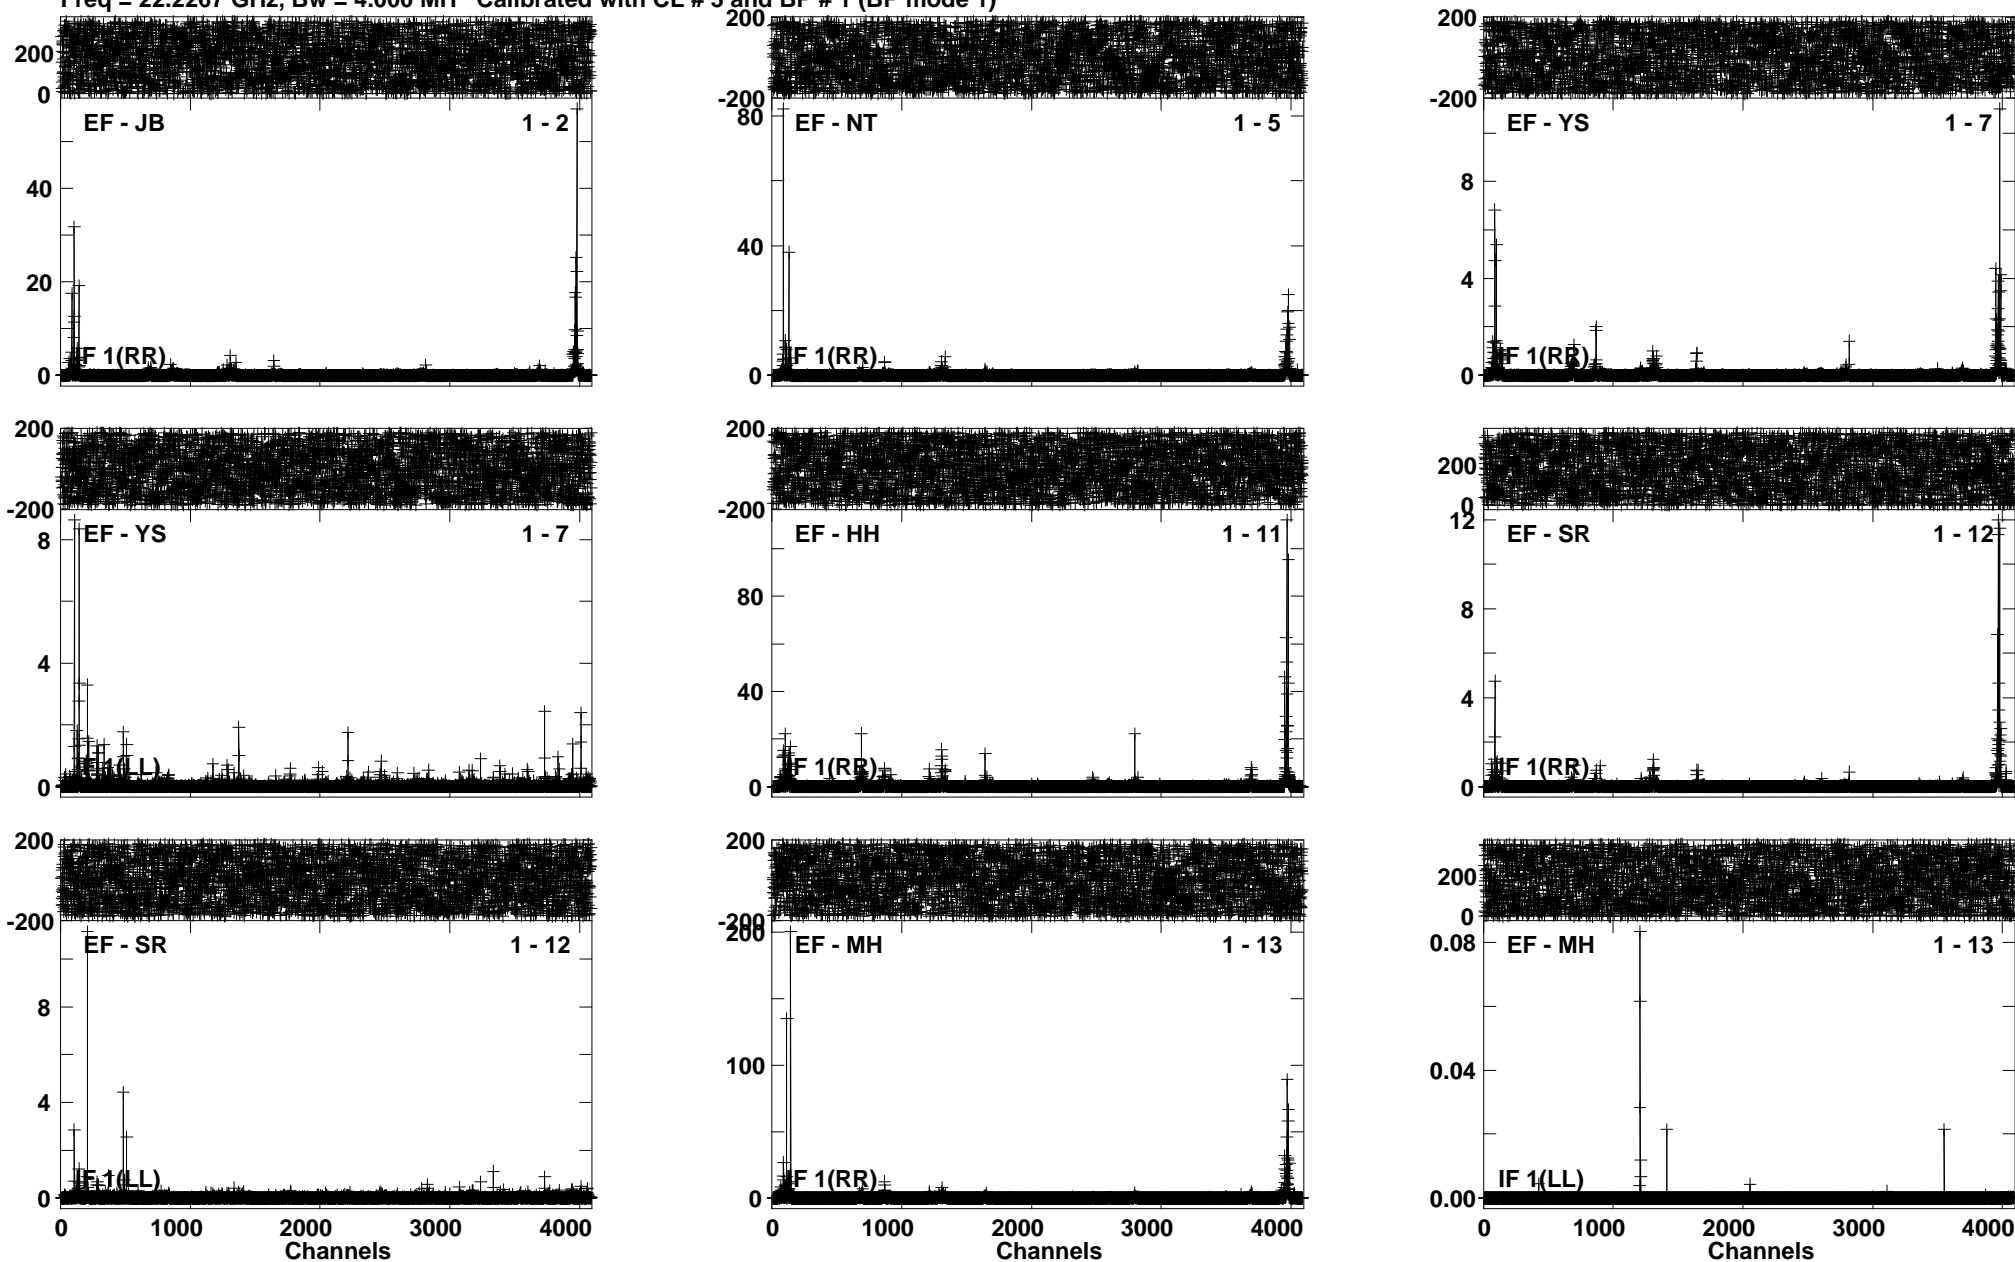 Freq = 22.2267 GHz, Bw = 4.000 MH Calibrated with CL # 3 and BP # 1 (BP mode 1)
200
0
EF - JB
1 - 2
40
20
0
IF 1(RR)
200
-200
80
EF - NT
1 - 5
40
0
IF 1(RR)
200
-200
EF - YS
1 - 7
8
4
0
IF 1(RR)
200
-200
8
EF - YS
1 - 7
4
0
IF 1(LL)
200
-200
EF - HH
1 - 11
80
40
0
IF 1(RR)
200
0
12
EF - SR
1 - 12
8
4
0
IF 1(RR)
200
-200
EF - SR
1 - 12
8
4
0
IF 1(LL)
0 1000 2000 3000 4000
Channels
200
-200
200
EF - MH
1 - 13
100
0
IF 1(RR)
0 1000 2000 3000 4000
Channels
200
0
0.08
EF - MH
1 - 13
0.04
0.00
IF 1(LL)
0 1000 2000 3000 4000
Channels